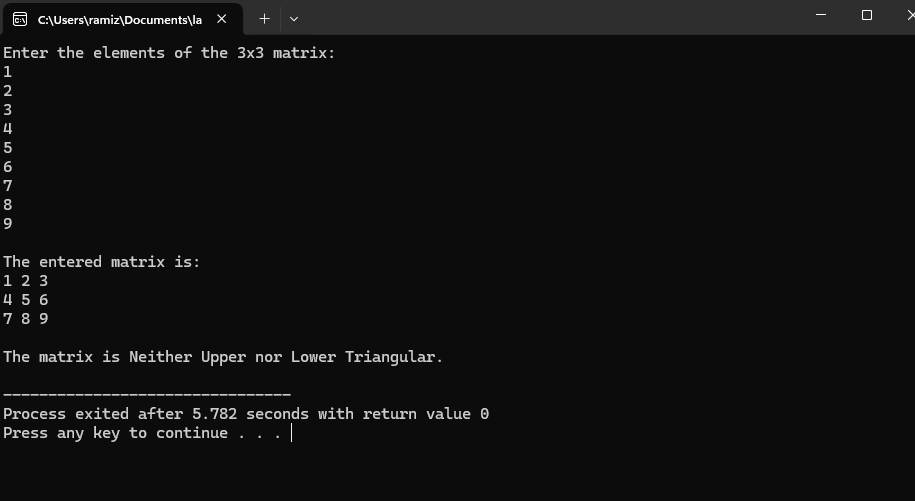 C:\Users\ramiz\Documents\la
Enter the elements of the 3x3 matrix:
1
2
3
4
5
6
7
8
9
The entered matrix is:
1 2 3
4 5 6
7 8 9
The matrix is Neither Upper nor Lower Triangular.
--------------------------------
Process exited after 5.782 seconds with return value 0
Press any key to continue . . .